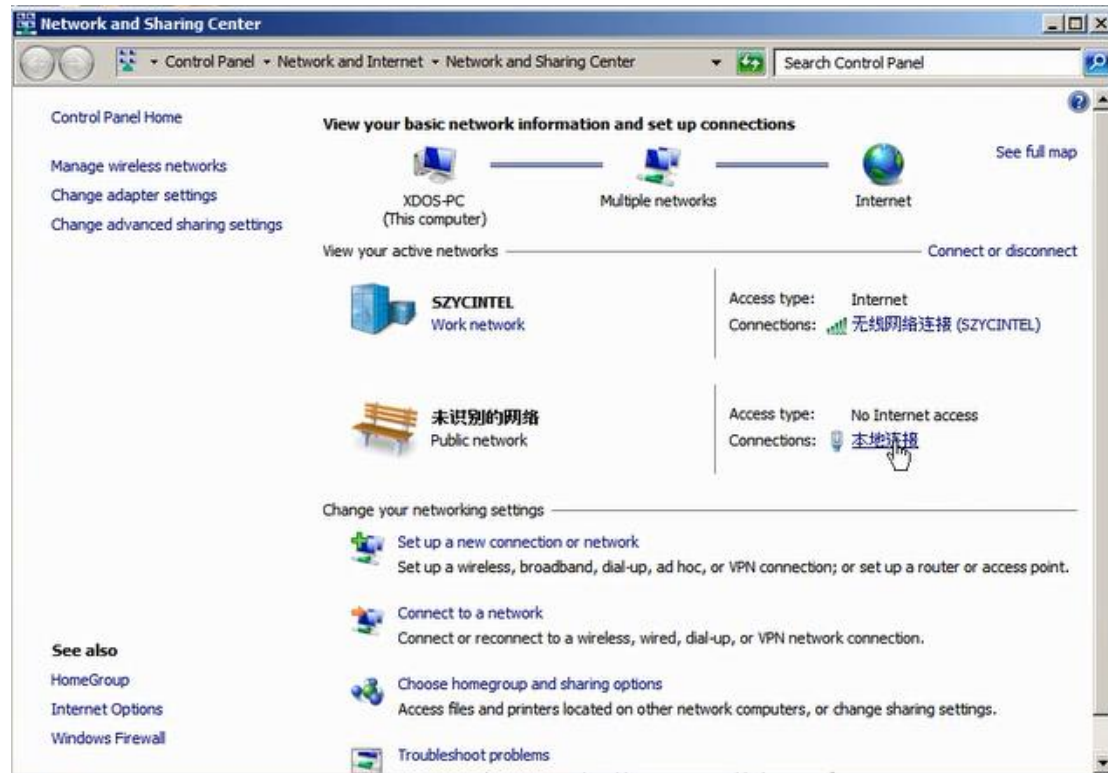 Network and Sharing Center
Control Panel Network and Internet Network and Sharing Center
Search Control Panel
Control Panel Home
Manage wireless networks
Change adapter settings
Change advanced sharing settings
View your basic network information and set up connections
See full map
XDOS-PC
(This computer)
Multiple networks
Internet
View your active networks
Connect or disconnect
SZYCINTEL
Work network
Access type: Internet
Connections: 无线网络连接 (SZYCINTEL)
未识别的网络
Public network
Access type: No Internet access
Connections: 本地连接
Change your networking settings
Set up a new connection or network
Set up a wireless, broadband, dial-up, ad hoc, or VPN connection; or set up a router or access point.
Connect to a network
Connect or reconnect to a wireless, wired, dial-up, or VPN network connection.
Choose homegroup and sharing options
Access files and printers located on other network computers, or change sharing settings.
Troubleshoot problems
See also
HomeGroup
Internet Options
Windows Firewall